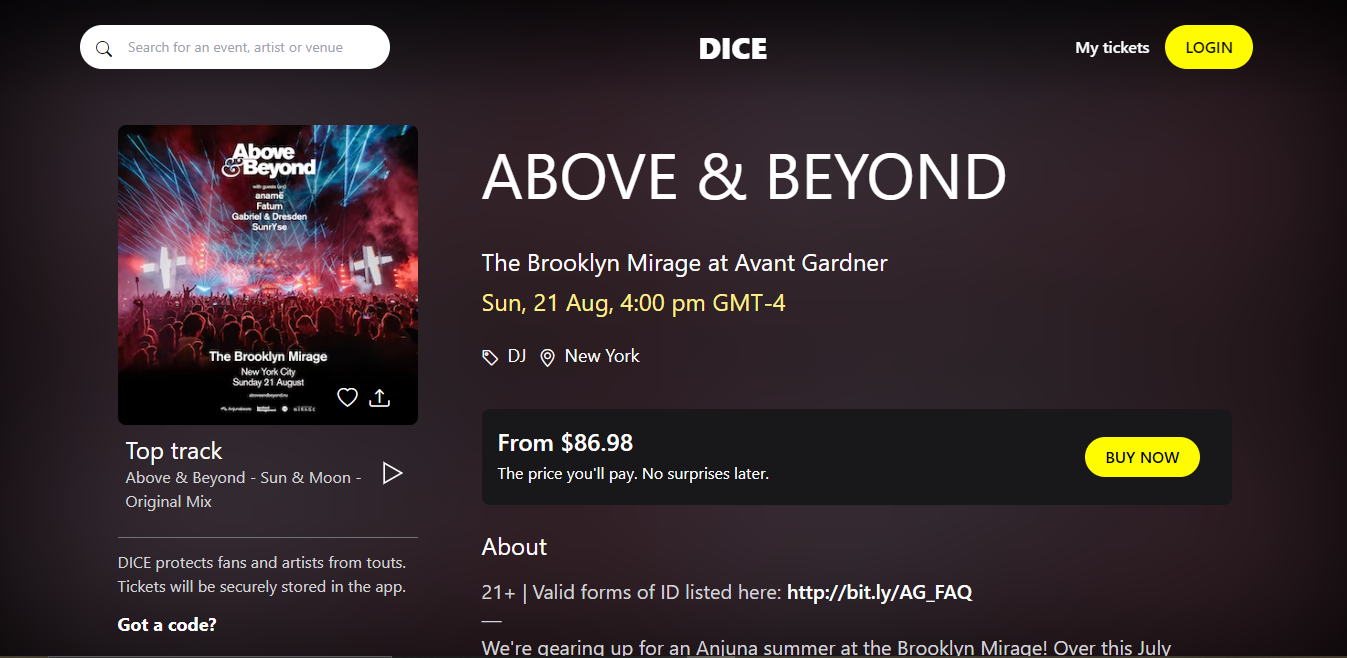 Search for an event, artist or venue
DICE
My tickets
LOGIN
Above
& Beyond
with guests (a-z)
anamē
Fatum
Gabriel & Dresden
SunrYse
The Brooklyn Mirage
New York City
Sunday 21 August
aboveandbeyond.nu
Anjunabeats
MIRAGE
Top track
Above & Beyond - Sun & Moon -
Original Mix
DICE protects fans and artists from touts.
Tickets will be securely stored in the app.
Got a code?
ABOVE & BEYOND
The Brooklyn Mirage at Avant Gardner
Sun, 21 Aug, 4:00 pm GMT-4
DJ
New York
From $86.98
The price you'll pay. No surprises later.
BUY NOW
About
21+ | Valid forms of ID listed here: http://bit.ly/AG_FAQ
—
We're gearing up for an Anjuna summer at the Brooklyn Mirage! Over this July